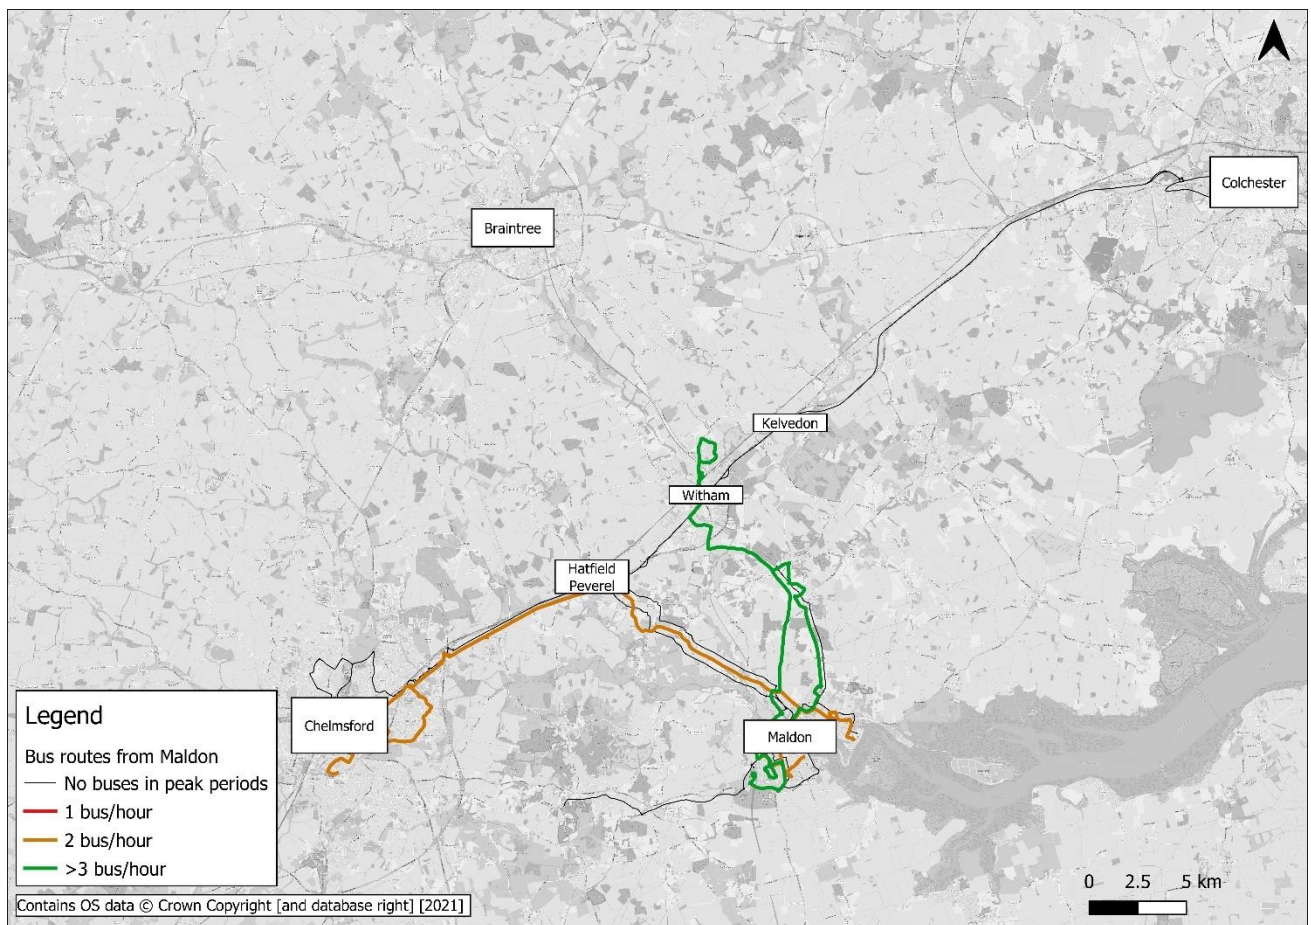 Colchester
Braintree
Kelvedon
Witham
Hatfield
Peverel
Chelmsford
Maldon
Legend
Bus routes from Maldon
No buses in peak periods
1 bus/hour
2 bus/hour
>3 bus/hour
0 2.5 5 km
Contains OS data © Crown Copyright [and database right] [2021]